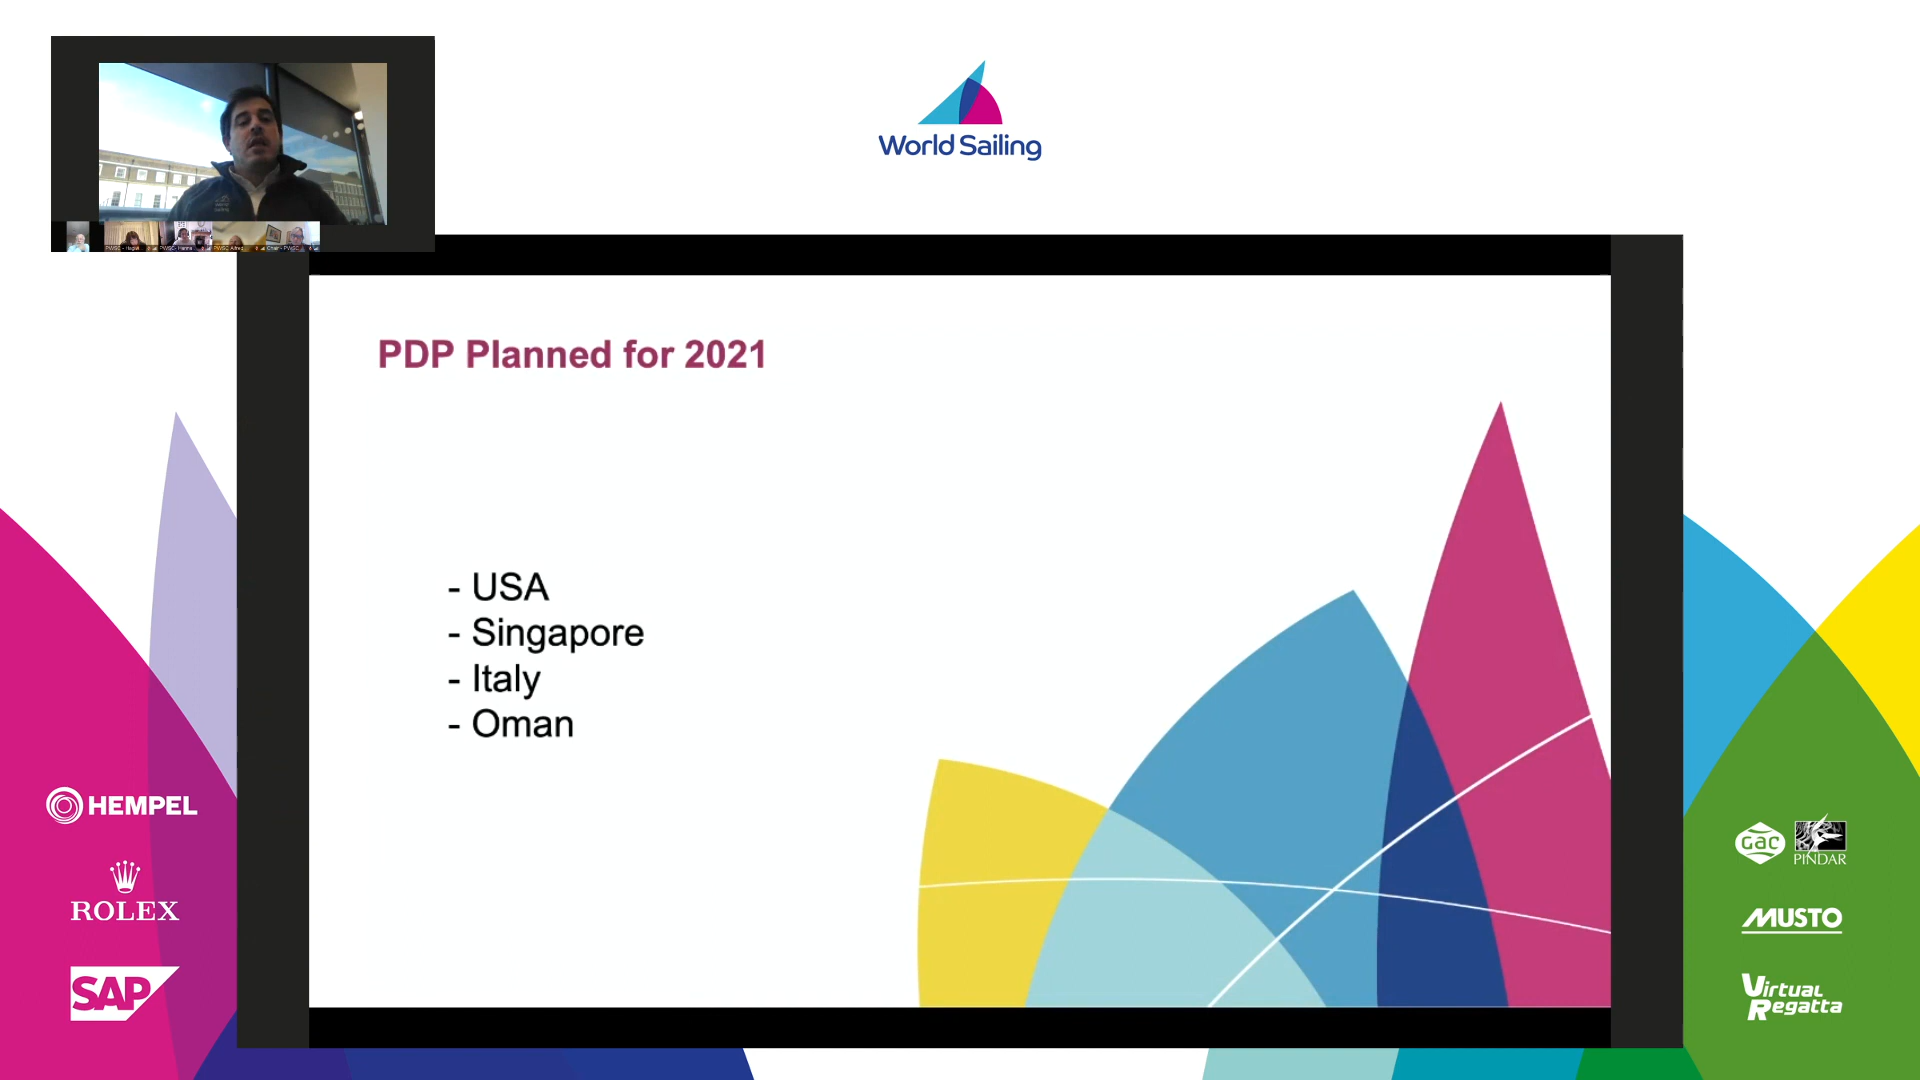 World Sailing
PDP Planned for 2021
- USA
- Singapore
- Italy
- Oman
HEMPEL
ROLEX
SAP
GAC
PINDAR
MUSTO
Virtual
Regatta